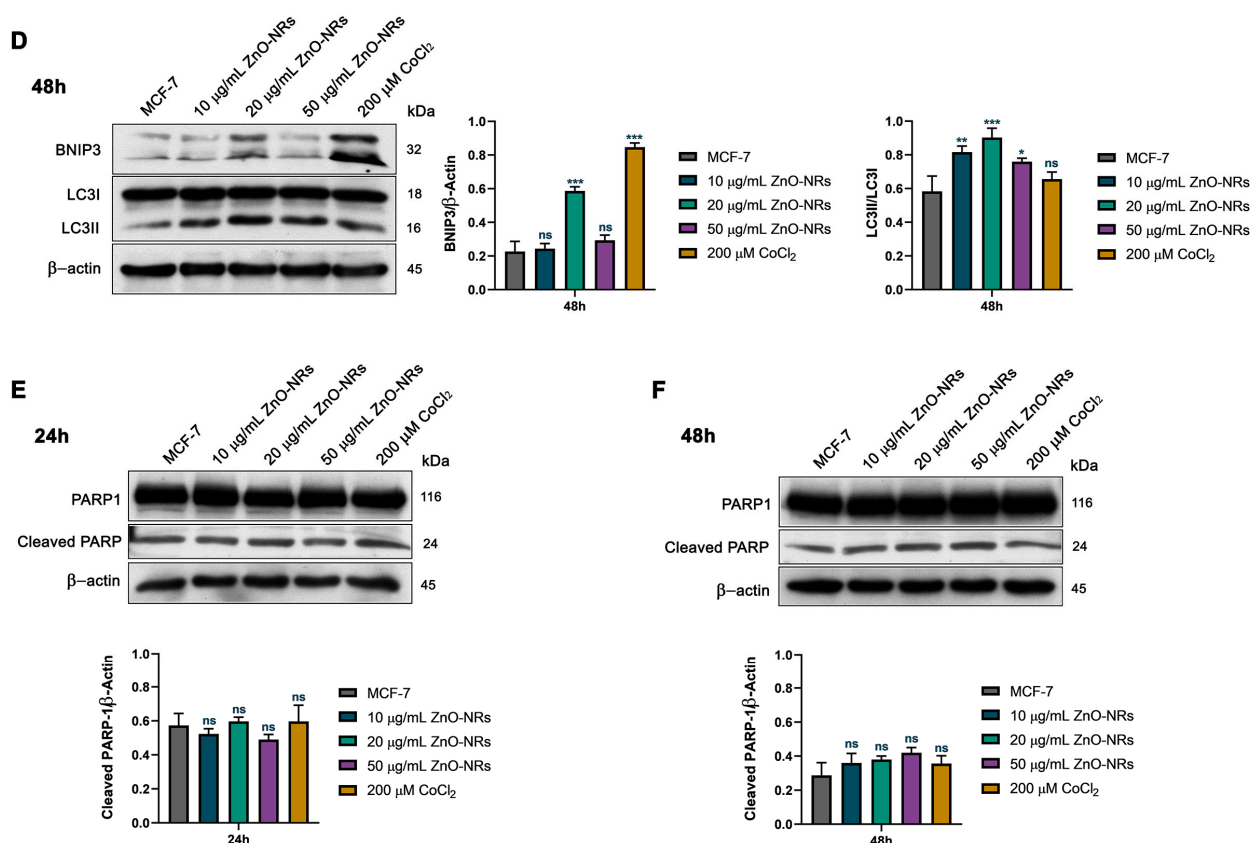 D
48h
MCF-7
10 µg/mL ZnO-NRs
20 µg/mL ZnO-NRs
50 µg/mL ZnO-NRs
200 µM CoCl₂
kDa
BNIP3
32
LC3I
18
LC3II
16
β–actin
45
BNIP3/β-Actin
1.0
0.8
0.6
0.4
0.2
0.0
ns
***
ns
***
48h
MCF-7
10 µg/mL ZnO-NRs
20 µg/mL ZnO-NRs
50 µg/mL ZnO-NRs
200 µM CoCl₂
LC3II/LC3I
1.0
0.8
0.6
0.4
0.2
0.0
**
***
*
ns
48h
MCF-7
10 µg/mL ZnO-NRs
20 µg/mL ZnO-NRs
50 µg/mL ZnO-NRs
200 µM CoCl₂
E
24h
MCF-7
10 µg/mL ZnO-NRs
20 µg/mL ZnO-NRs
50 µg/mL ZnO-NRs
200 µM CoCl₂
kDa
PARP1
116
Cleaved PARP
24
β–actin
45
Cleaved PARP-1/β-Actin
1.0
0.8
0.6
0.4
0.2
0.0
ns
ns
ns
ns
24h
MCF-7
10 µg/mL ZnO-NRs
20 µg/mL ZnO-NRs
50 µg/mL ZnO-NRs
200 µM CoCl₂
F
48h
MCF-7
10 µg/mL ZnO-NRs
20 µg/mL ZnO-NRs
50 µg/mL ZnO-NRs
200 µM CoCl₂
kDa
PARP1
116
Cleaved PARP
24
β–actin
45
Cleaved PARP-1/β-Actin
1.0
0.8
0.6
0.4
0.2
0.0
ns
ns
ns
ns
48h
MCF-7
10 µg/mL ZnO-NRs
20 µg/mL ZnO-NRs
50 µg/mL ZnO-NRs
200 µM CoCl₂